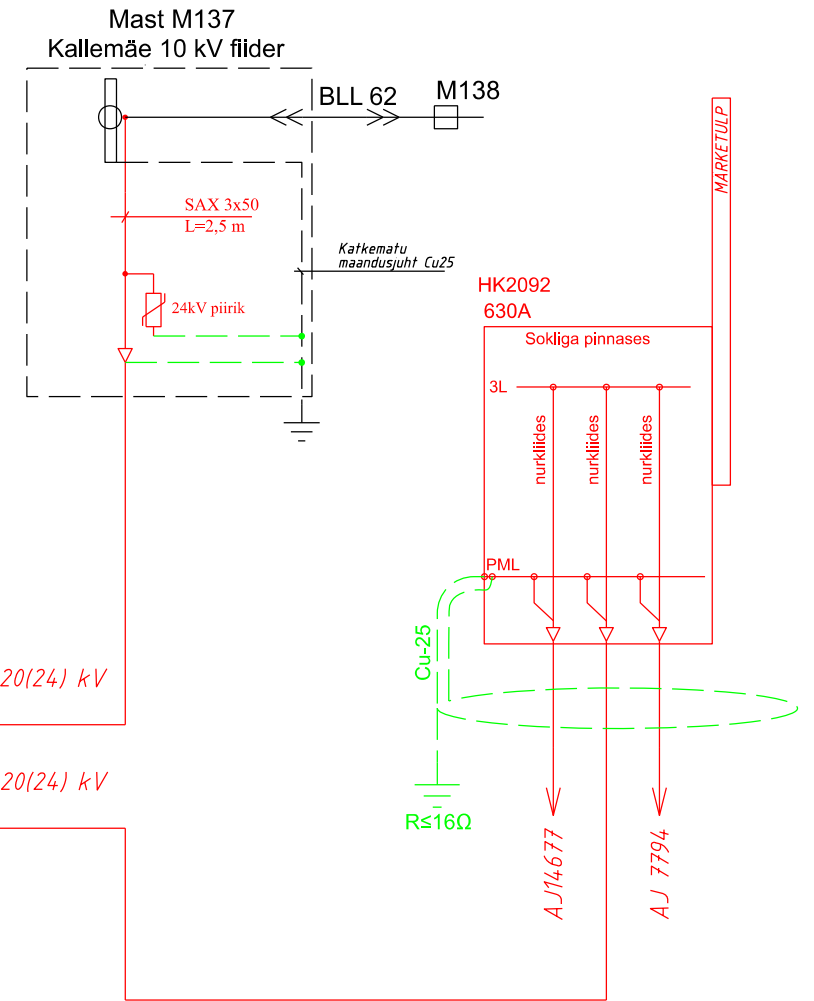 Mast M137
Kallemäe 10 kV fiider
BLL 62
M138
MARKETULP
SAX 3x50
L=2,5 m
Katkematu
maandusjuht Cu25
24kV piirik
HK2092
630A
Sokliga pinnases
3L
nurkliides
nurkliides
nurkliides
PML
Cu-25
20(24) kV
20(24) kV
R≤16Ω
AJ14677
AJ 7794